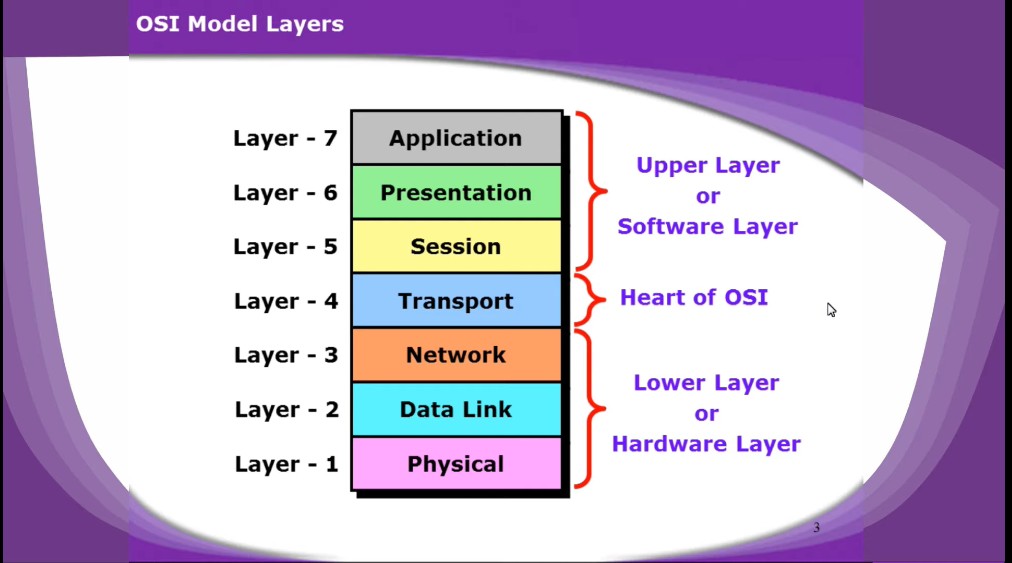 OSI Model Layers
Layer - 7 Application
Layer - 6 Presentation
Layer - 5 Session
Layer - 4 Transport
Layer - 3 Network
Layer - 2 Data Link
Layer - 1 Physical
Upper Layer
or
Software Layer
Heart of OSI
Lower Layer
or
Hardware Layer
3